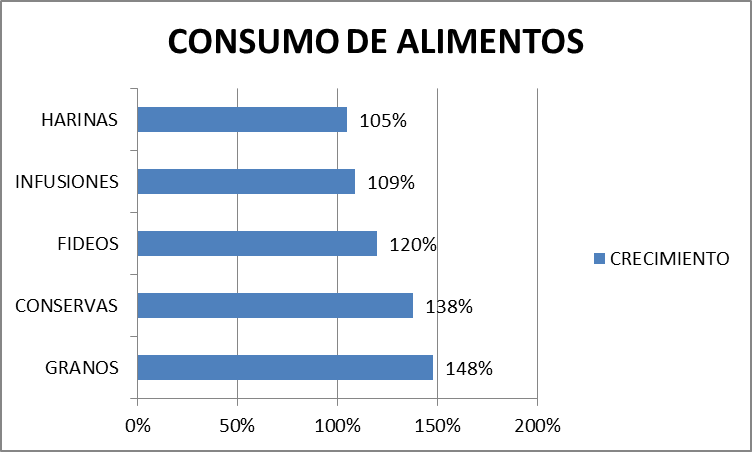 CONSUMO DE ALIMENTOS
HARINAS 105%
INFUSIONES 109%
FIDEOS 120%
CONSERVAS 138%
GRANOS 148%
0% 50% 100% 150% 200%
CRECIMIENTO